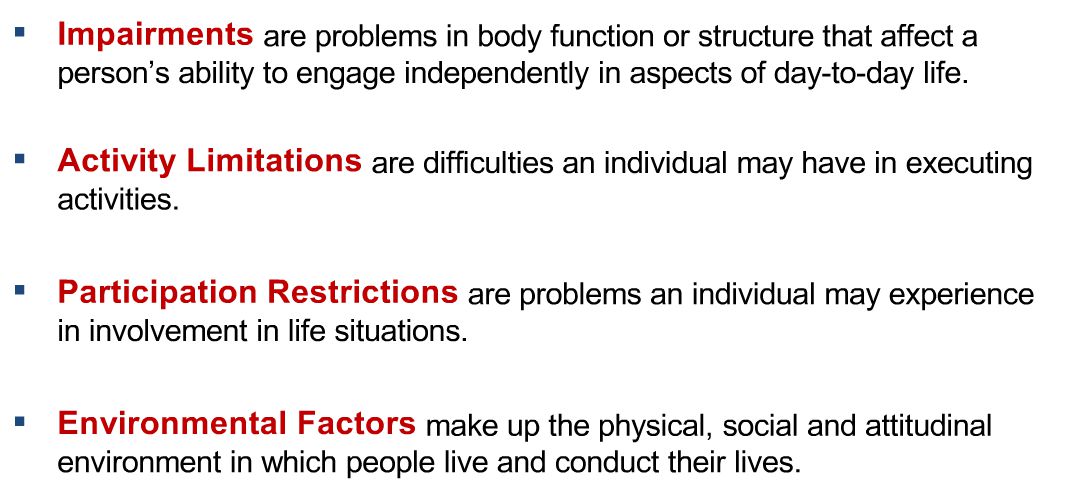 ▪ Impairments are problems in body function or structure that affect a
person’s ability to engage independently in aspects of day-to-day life.
▪ Activity Limitations are difficulties an individual may have in executing
activities.
▪ Participation Restrictions are problems an individual may experience
in involvement in life situations.
▪ Environmental Factors make up the physical, social and attitudinal
environment in which people live and conduct their lives.